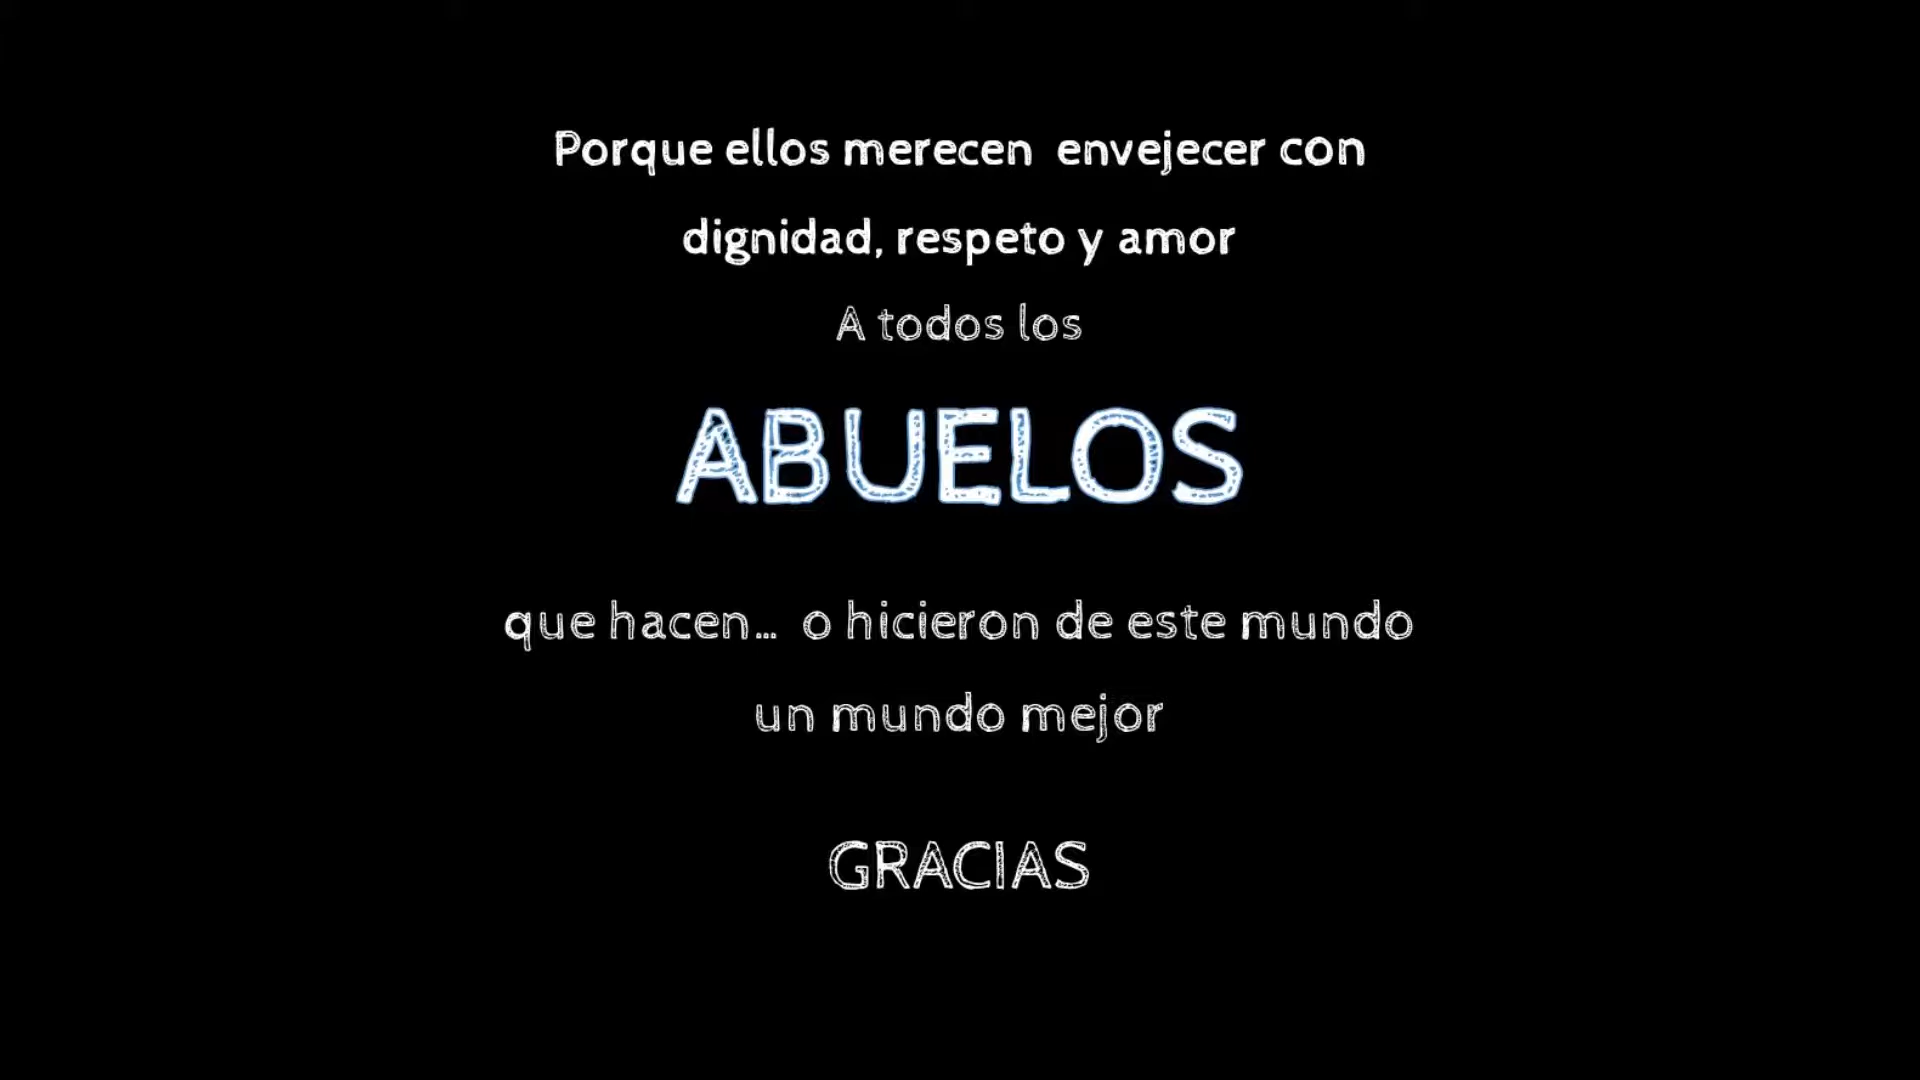 Porque ellos merecen envejecer con
dignidad, respeto y amor
A todos los
ABUELOS
que hacen... o hicieron de este mundo
un mundo mejor
GRACIAS